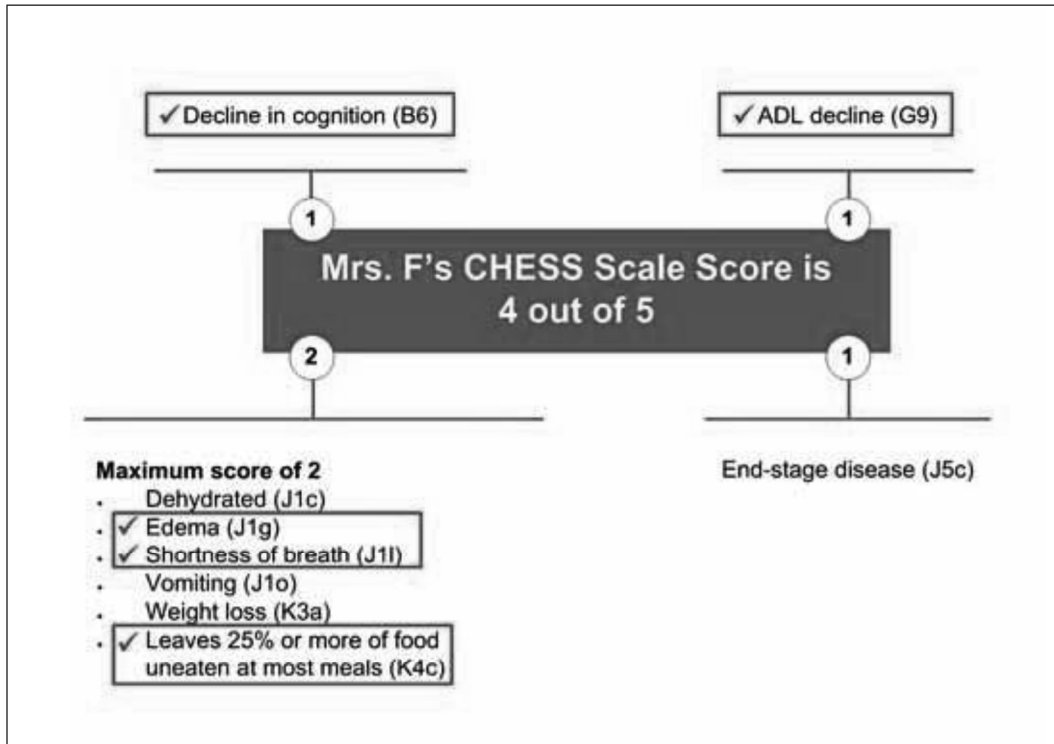 ✓ Decline in cognition (B6)
✓ ADL decline (G9)
1
1
Mrs. F's CHESS Scale Score is
4 out of 5
2
1
Maximum score of 2
. Dehydrated (J1c)
. ✓ Edema (J1g)
. ✓ Shortness of breath (J1l)
. Vomiting (J1o)
. Weight loss (K3a)
. ✓ Leaves 25% or more of food
uneaten at most meals (K4c)
End-stage disease (J5c)